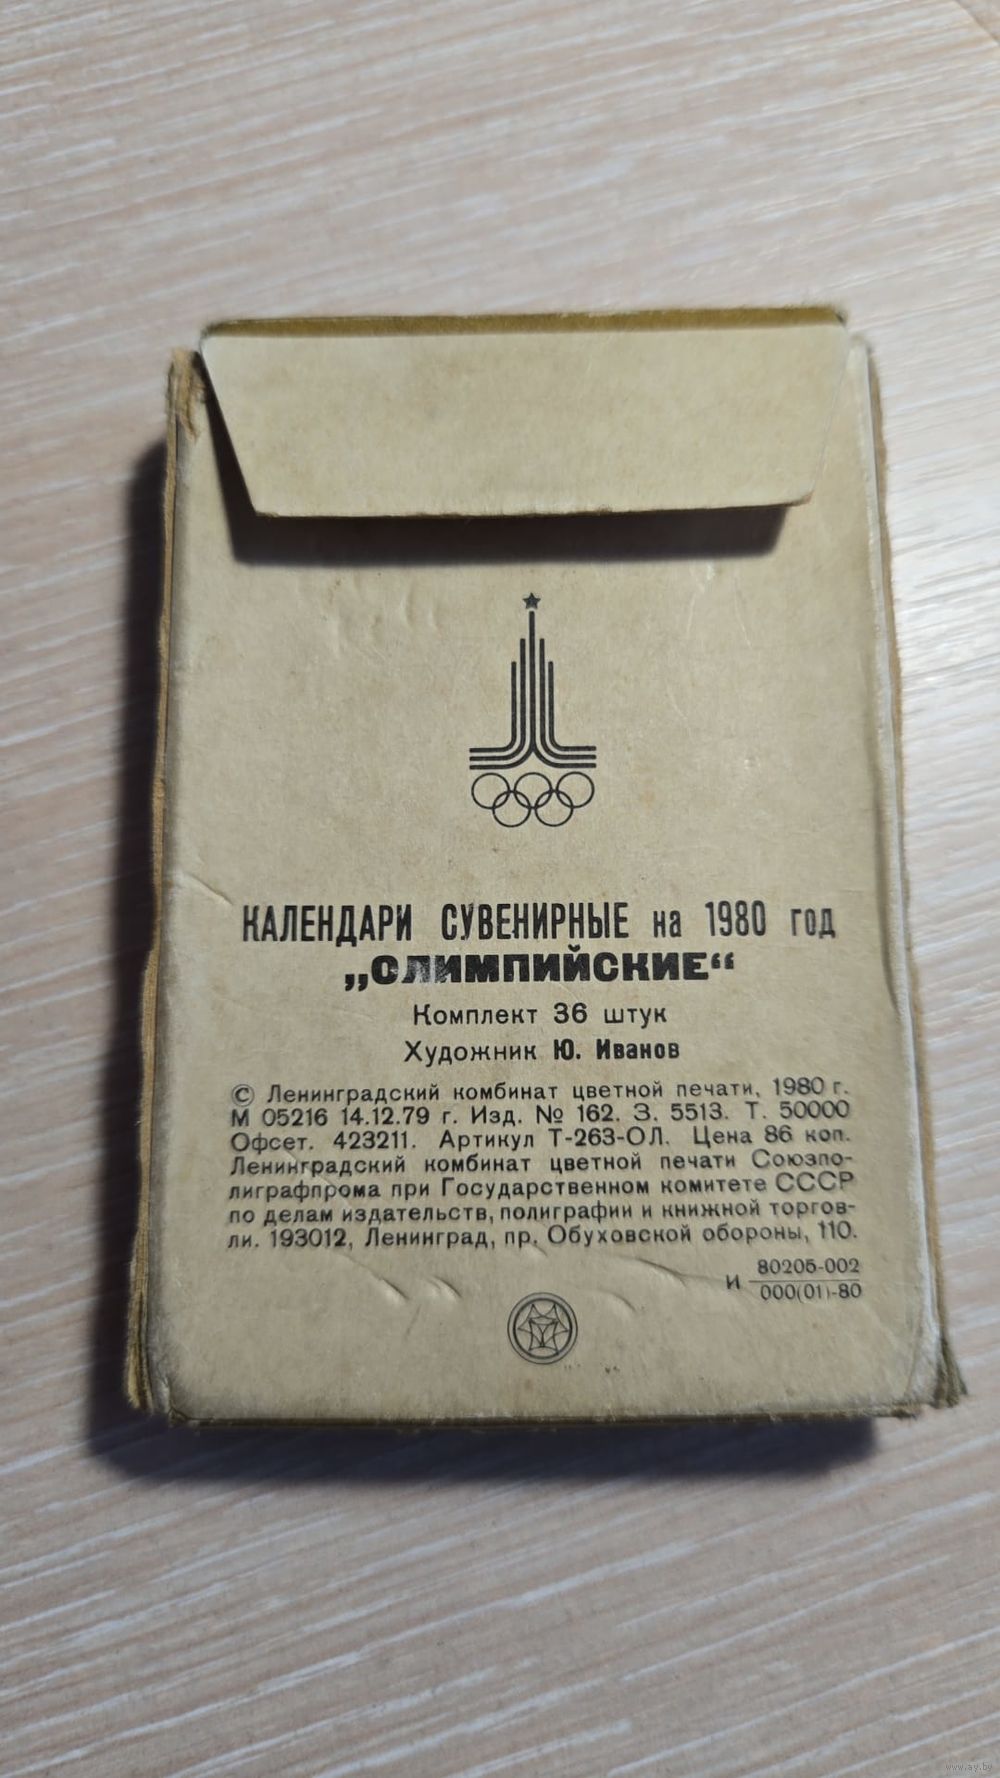 КАЛЕНДАРИ СУВЕНИРНЫЕ на 1980 год
„ОЛИМПИЙСКИЕ“
Комплект 36 штук
Художник Ю. Иванов
© Ленинградский комбинат цветной печати, 1980 г.
М 05216 14.12.79 г. Изд. № 162. З. 5513. Т. 50000
Офсет. 423211. Артикул Т-263-ОЛ. Цена 86 коп.
Ленинградский комбинат цветной печати Союзпо-
лиграфпрома при Государственном комитете СССР
по делам издательств, полиграфии и книжной торгов-
ли. 193012, Ленинград, пр. Обуховской обороны, 110.
80205-002
И
000(01)-80
www.ay.by